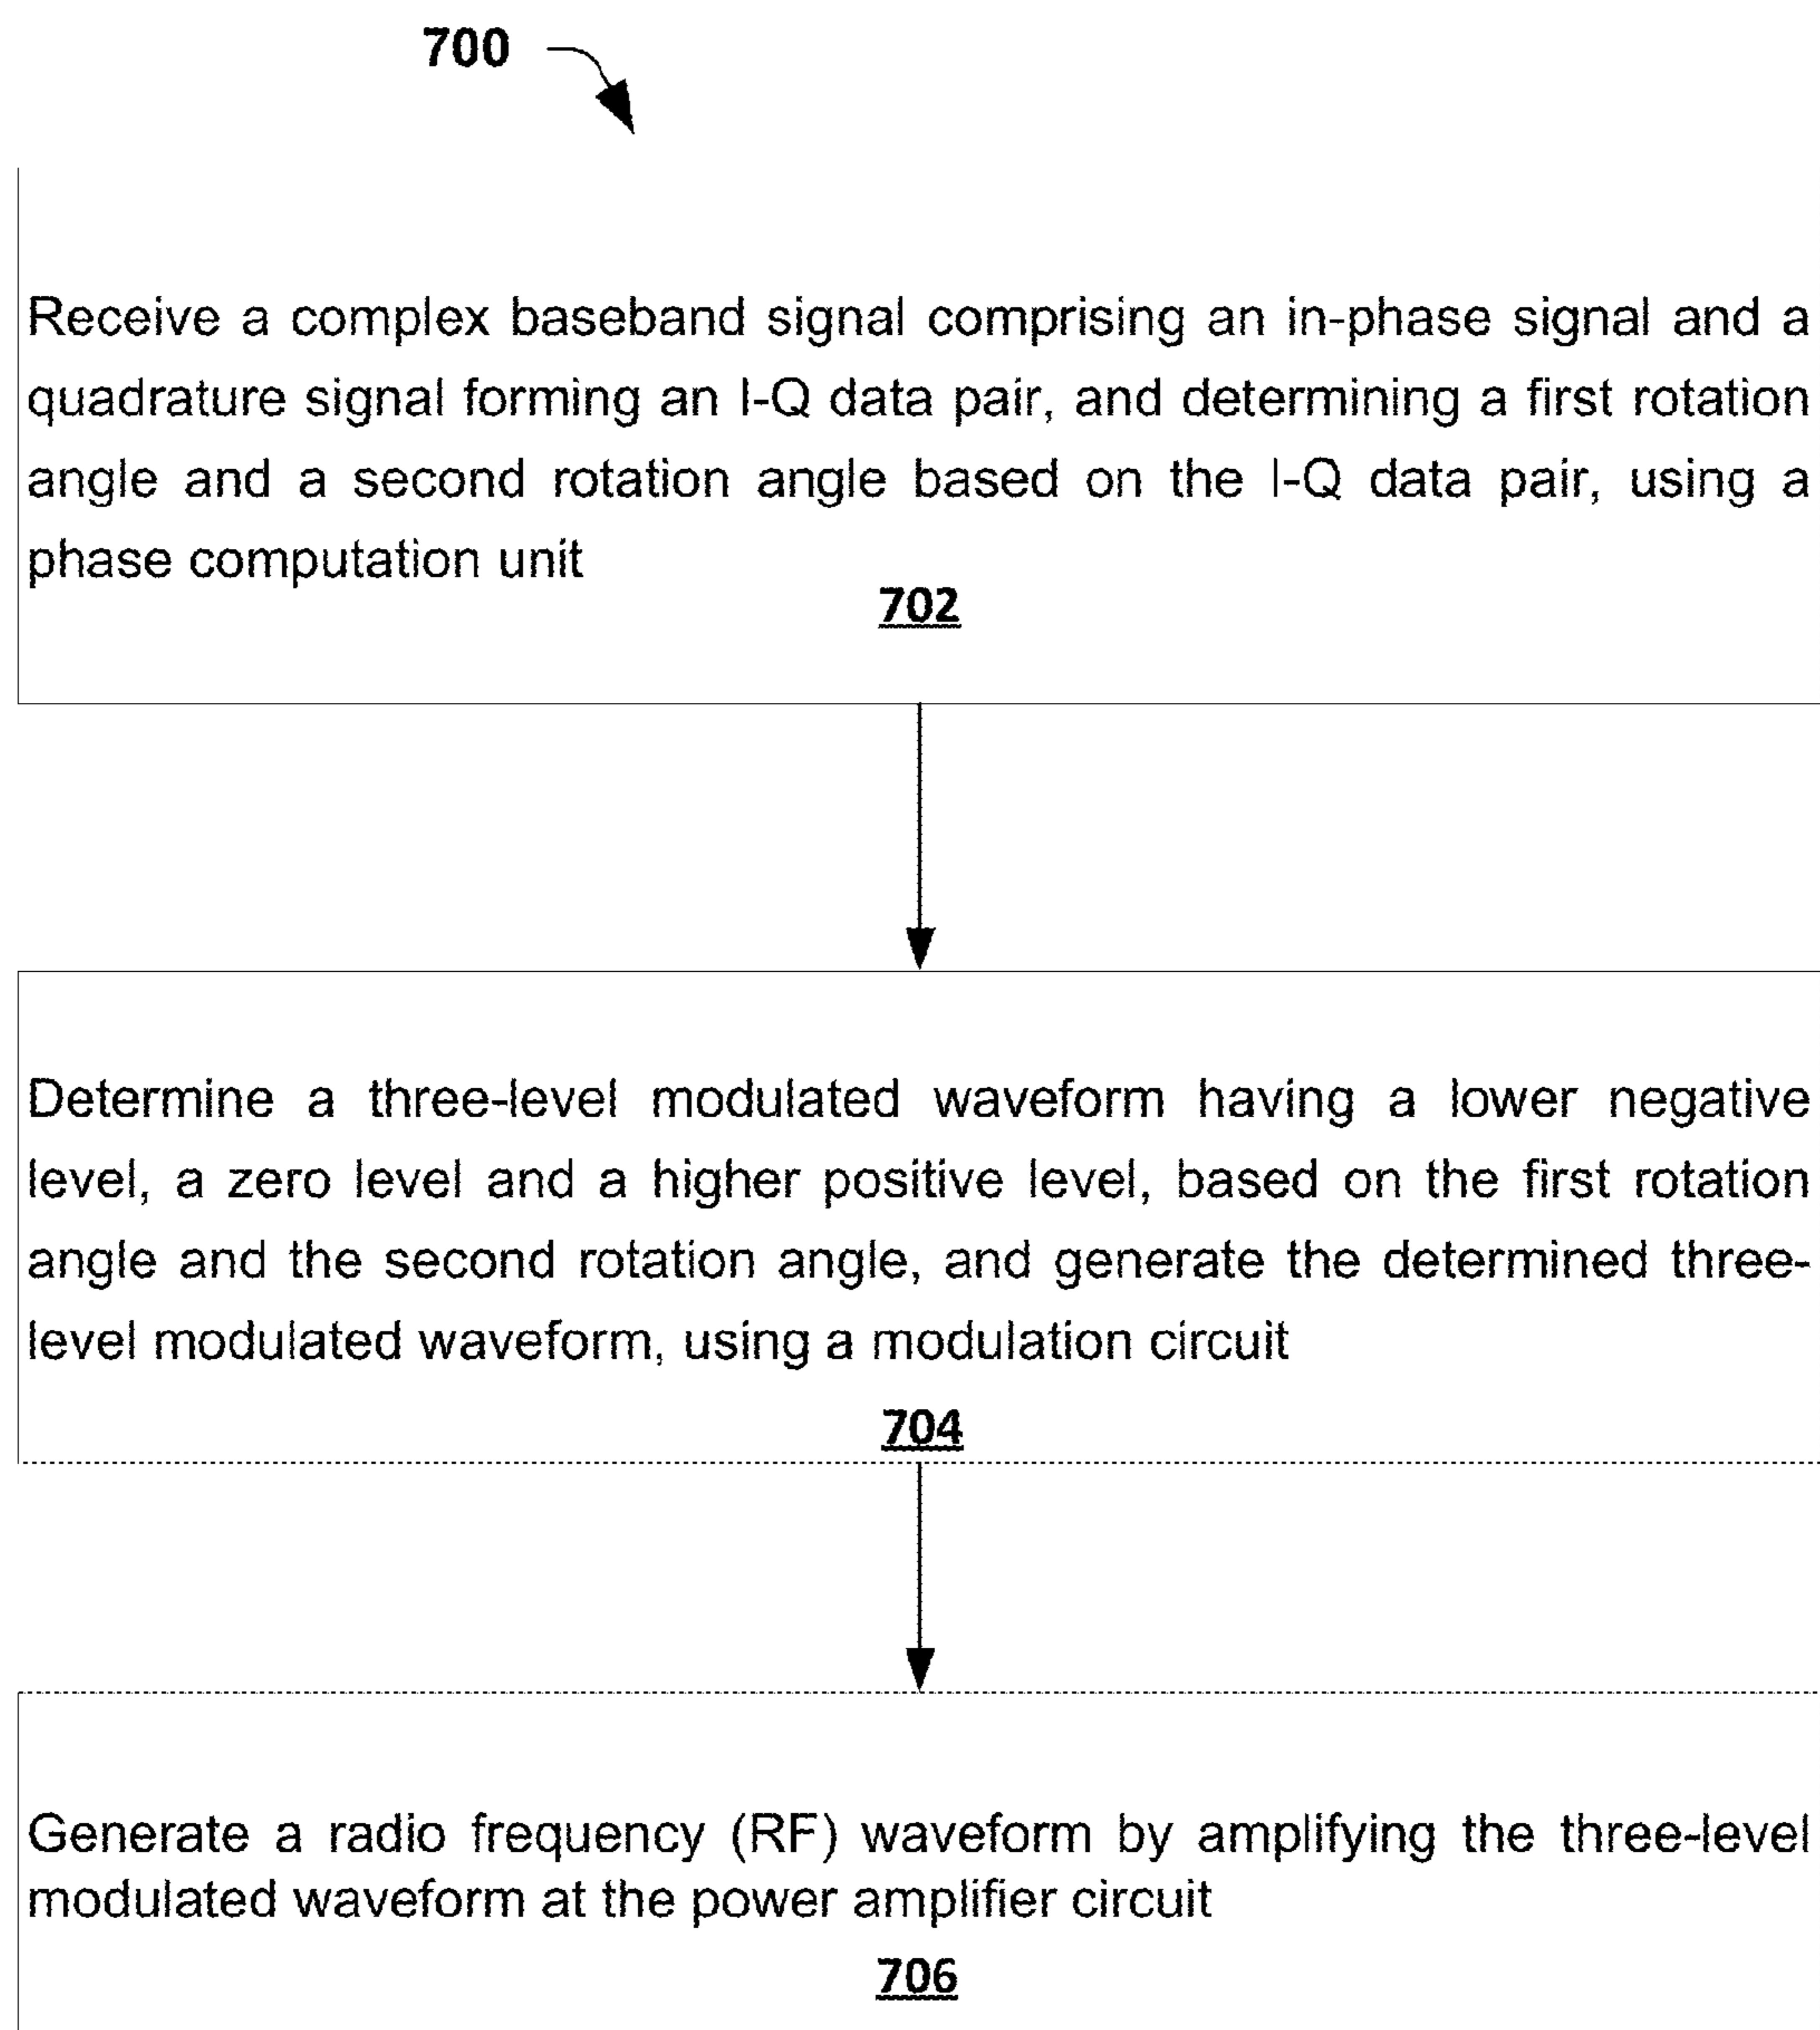 700
Receive a complex baseband signal comprising an in-phase signal and a
quadrature signal forming an I-Q data pair, and determining a first rotation
angle and a second rotation angle based on the I-Q data pair, using a
phase computation unit
702
Determine a three-level modulated waveform having a lower negative
level, a zero level and a higher positive level, based on the first rotation
angle and the second rotation angle, and generate the determined three-
level modulated waveform, using a modulation circuit
704
Generate a radio frequency (RF) waveform by amplifying the three-level
modulated waveform at the power amplifier circuit
706